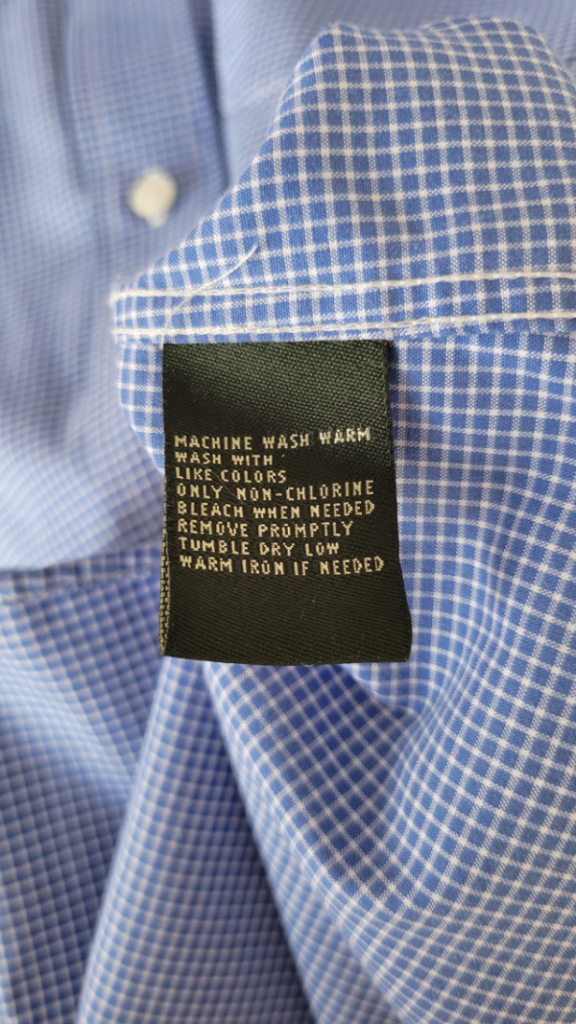 MACHINE WASH WARM
WASH WITH
LIKE COLORS
ONLY NON-CHLORINE
BLEACH WHEN NEEDED
REMOVE PROMPTLY
TUMBLE DRY LOW
WARM IRON IF NEEDED